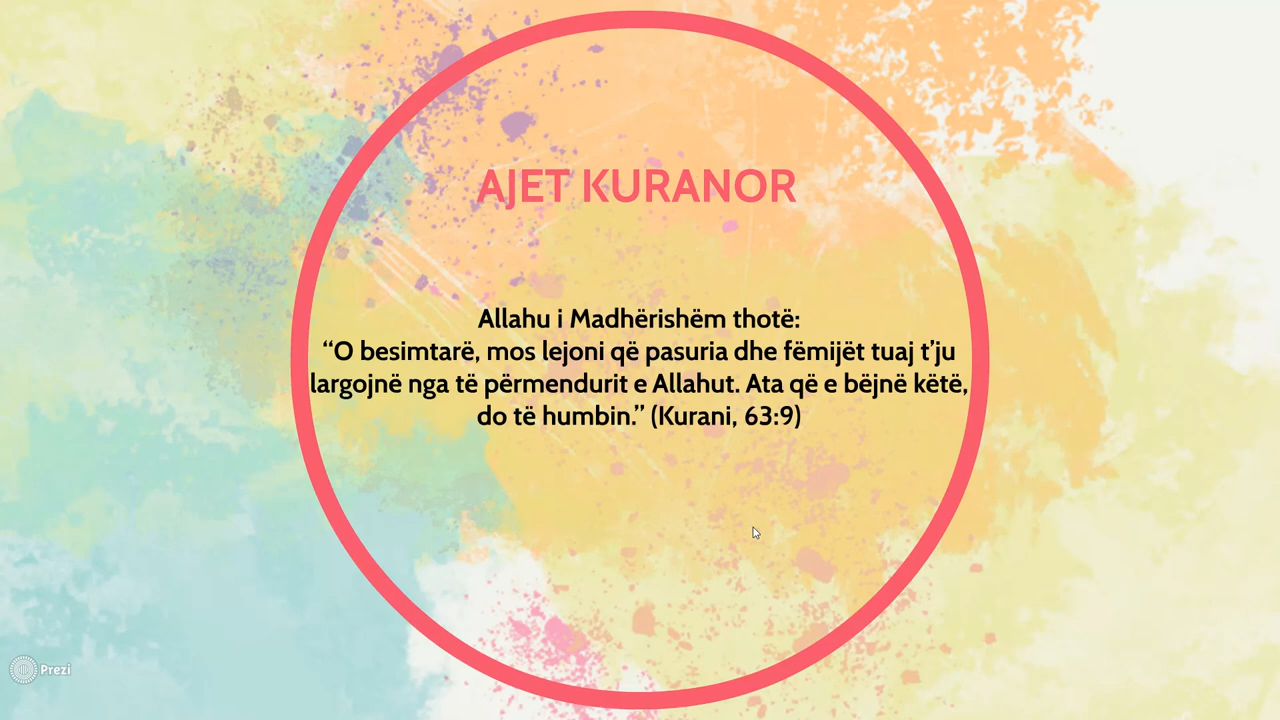 AJET KURANOR
Allahu i Madhërishëm thotë:
“O besimtarë, mos lejoni që pasuria dhe fëmijët tuaj t’ju
largojnë nga të përmendurit e Allahut. Ata që e bëjnë këtë,
do të humbin.” (Kurani, 63:9)
Prezi